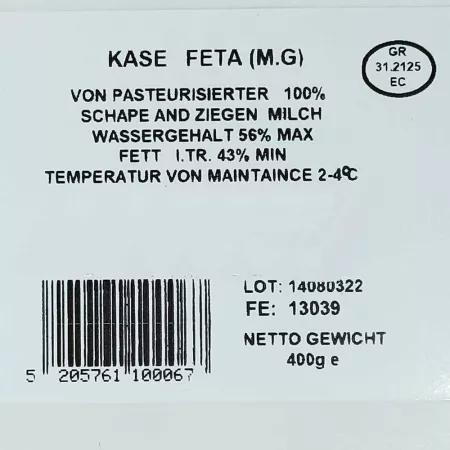 KASE FETA (M.G)
GR
31.2125
EC
VON PASTEURISIERTER 100%
SCHAPE AND ZIEGEN MILCH
WASSERGEHALT 56% MAX
FETT I.TR. 43% MIN
TEMPERATUR VON MAINTAINCE 2-4°C
LOT: 14080322
FE: 13039
NETTO GEWICHT
400g e
5 205761 100067